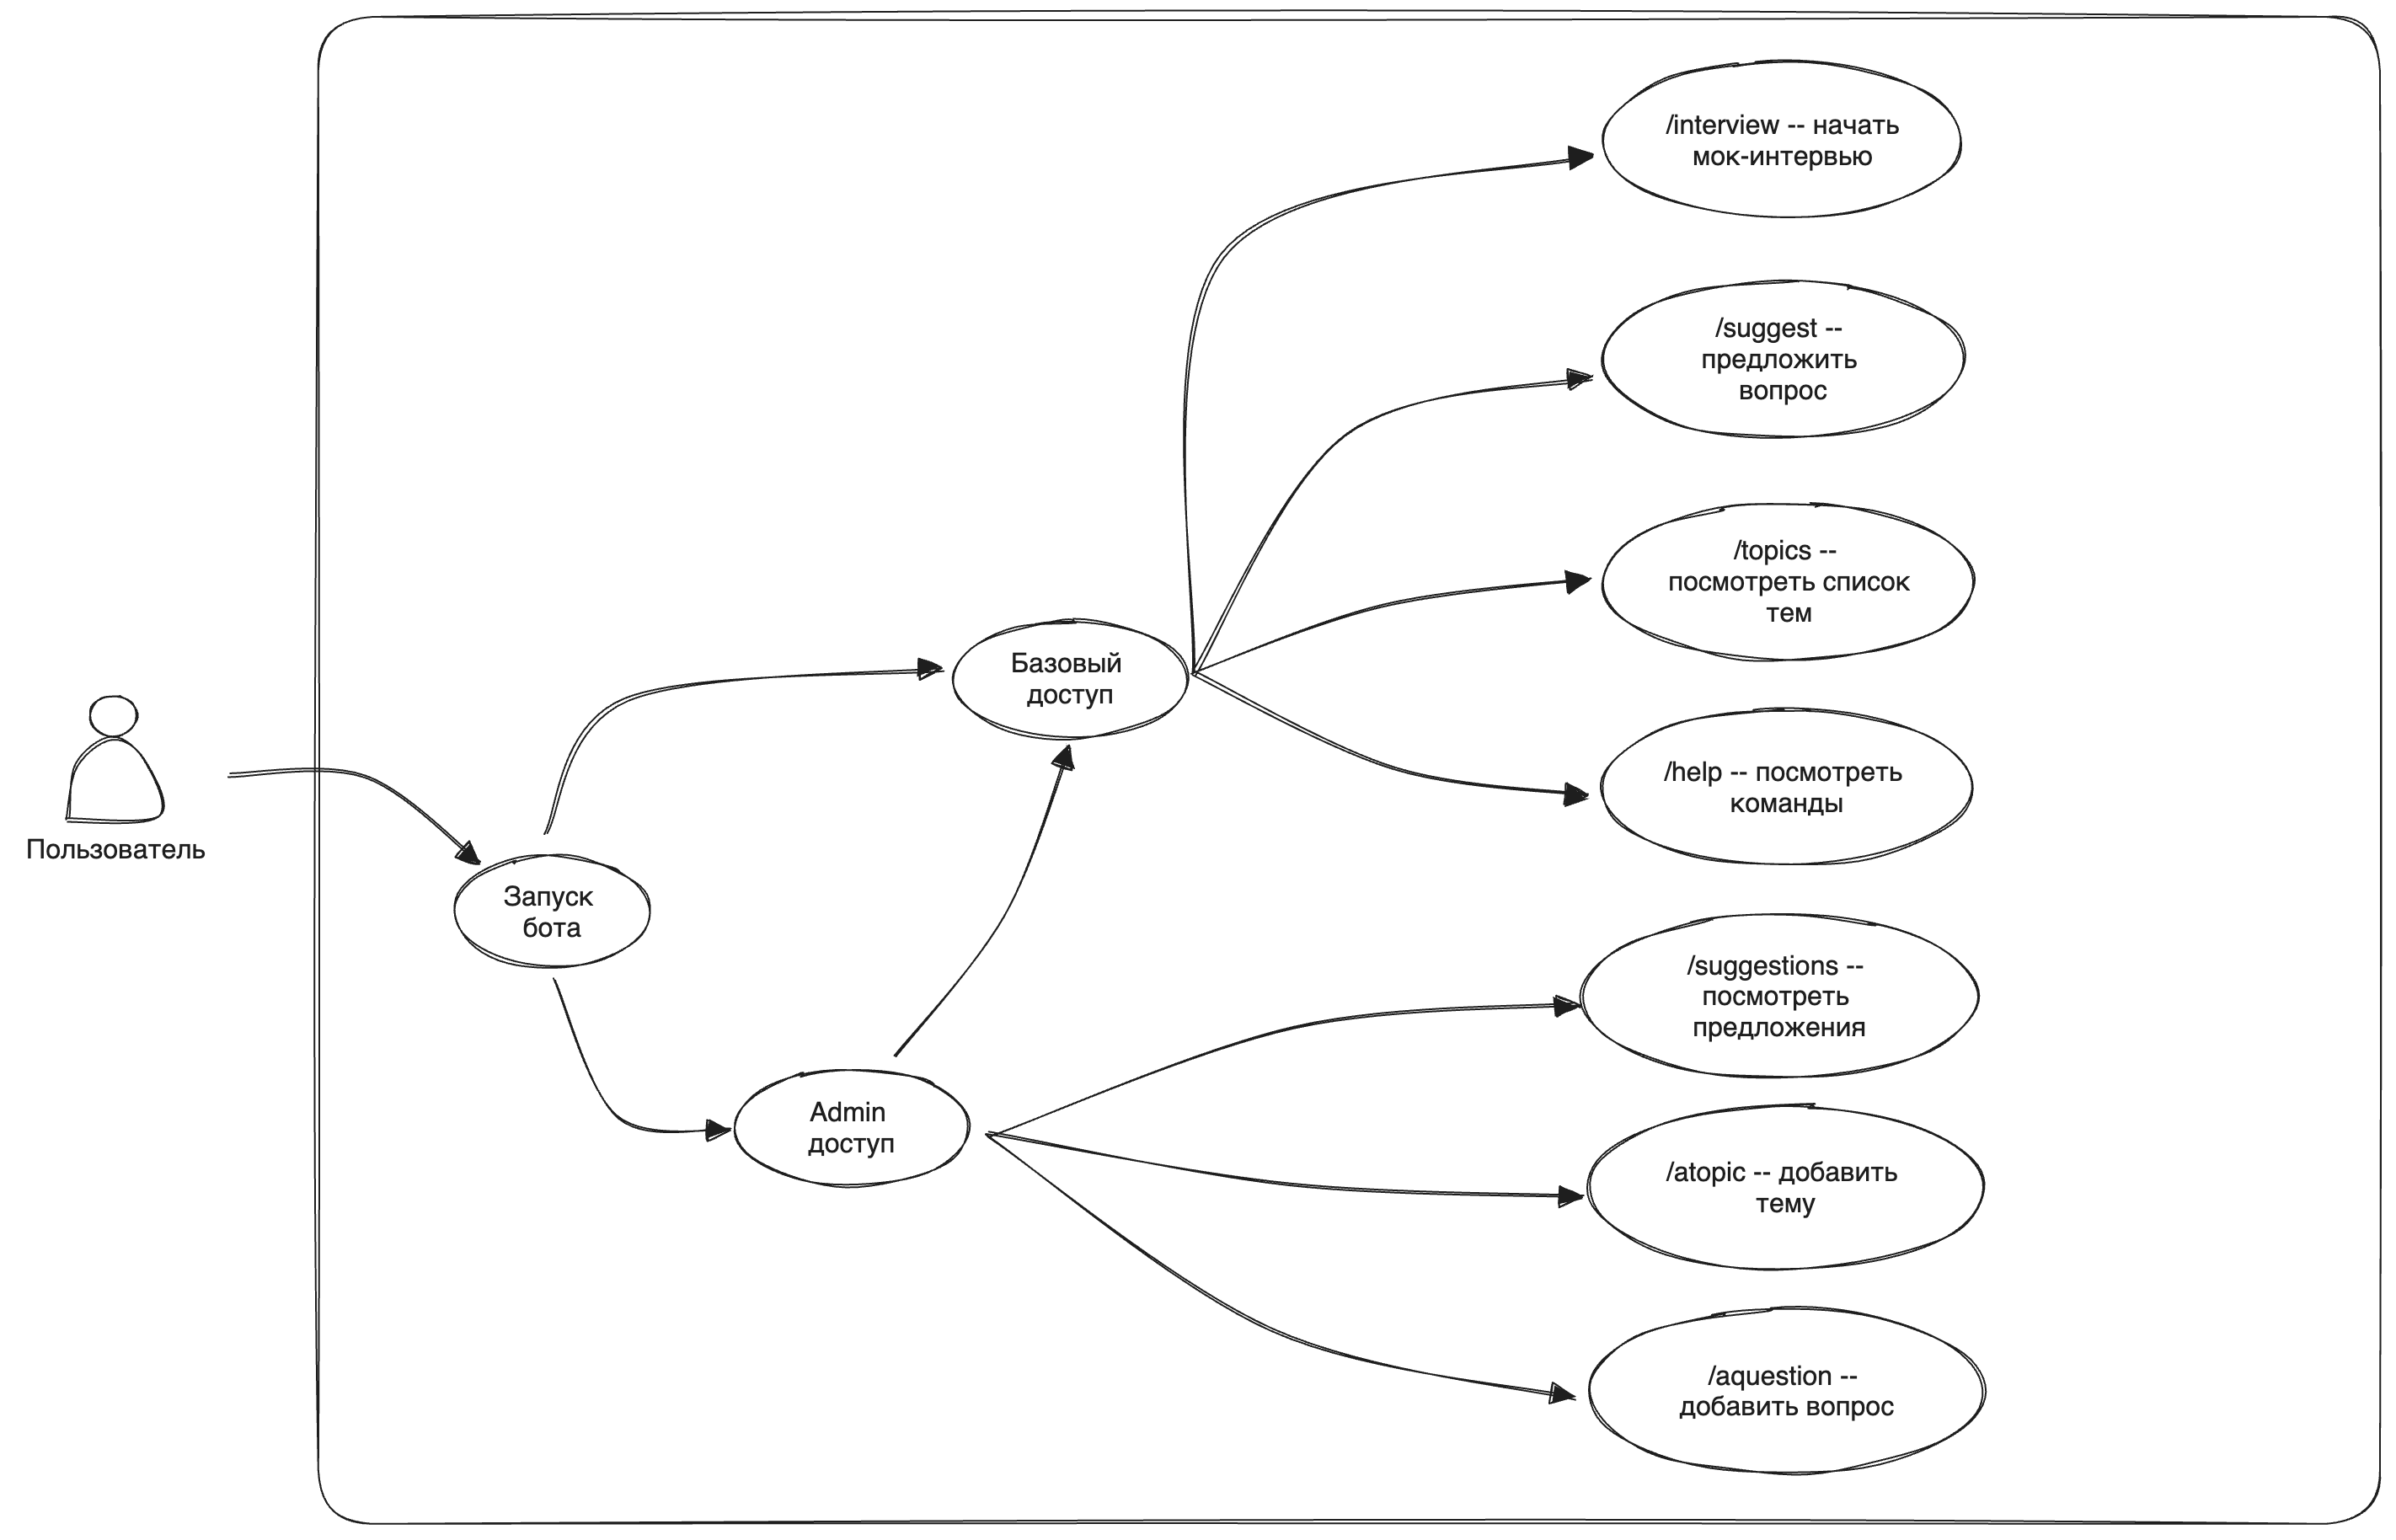 /interview -- начать
мок-интервью
/suggest --
предложить
вопрос
/topics --
посмотреть список
тем
Базовый
доступ
/help -- посмотреть
команды
Пользователь
Запуск
бота
/suggestions --
посмотреть
предложения
Admin
доступ
/atopic -- добавить
тему
/aquestion --
добавить вопрос